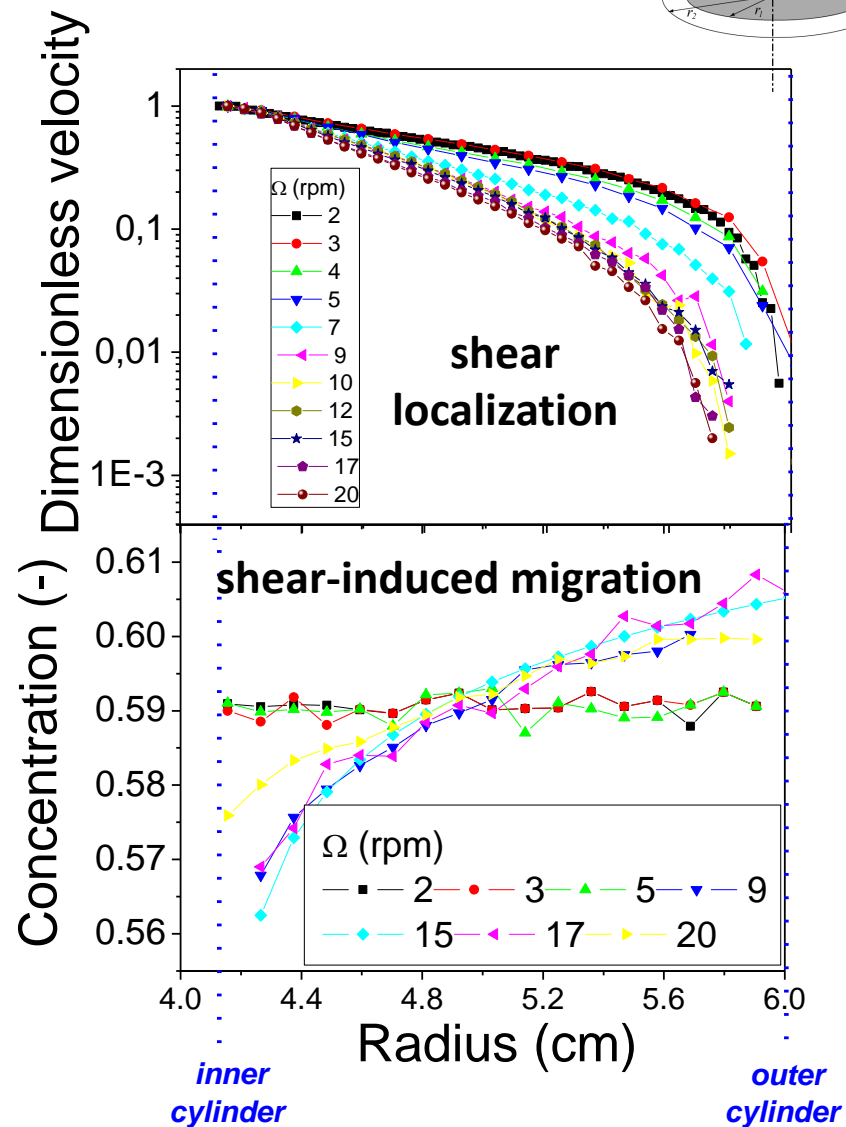 r₂
r₁
Dimensionless velocity
1
0,1
0,01
1E-3
Ω (rpm)
2
3
4
5
7
9
10
12
15
17
20
shear
localization
Concentration (-)
0.61
0.60
0.59
0.58
0.57
0.56
shear-induced migration
Ω (rpm)
2 3 5 9
15 17 20
4.0 4.4 4.8 5.2 5.6 6.0
Radius (cm)
inner
cylinder
outer
cylinder